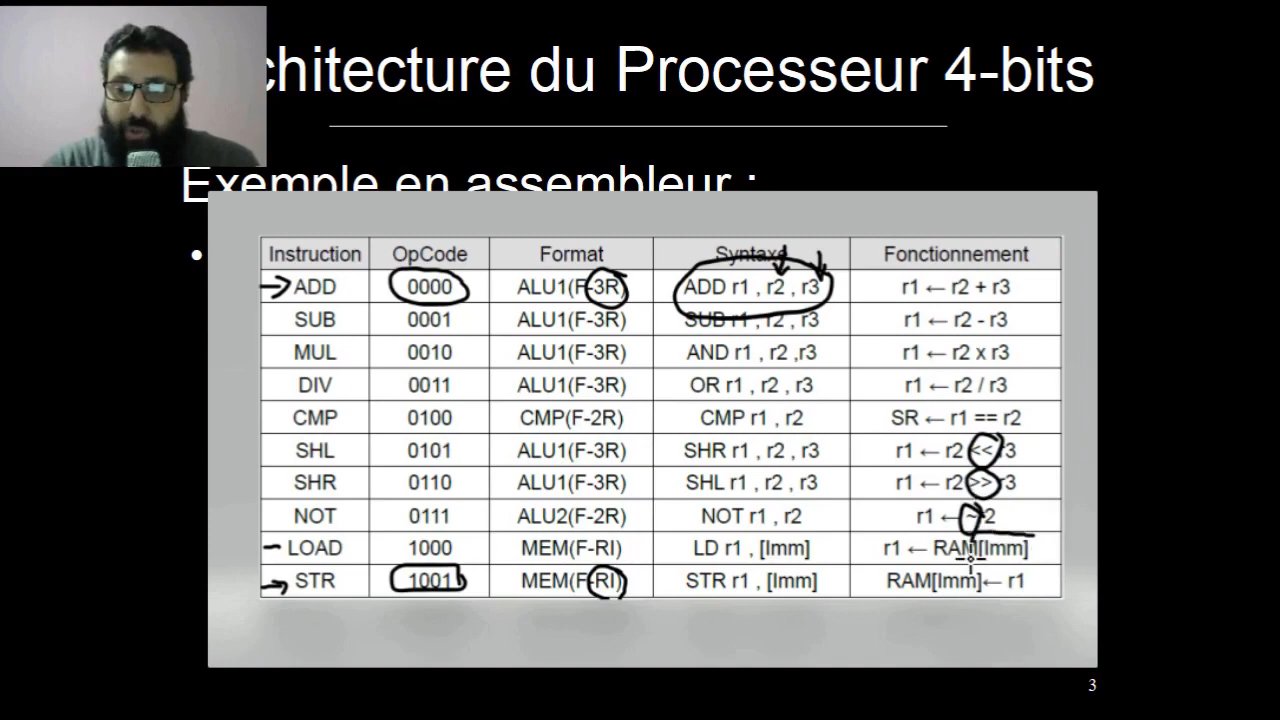 chitecture du Processeur 4-bits
Exemple en assembleur :
Instruction OpCode Format Syntaxe Fonctionnement
ADD 0000 ALU1(F-3R) ADD r1 , r2 , r3 r1 ← r2 + r3
SUB 0001 ALU1(F-3R) SUB r1 , r2 , r3 r1 ← r2 - r3
MUL 0010 ALU1(F-3R) AND r1 , r2 ,r3 r1 ← r2 x r3
DIV 0011 ALU1(F-3R) OR r1 , r2 , r3 r1 ← r2 / r3
CMP 0100 CMP(F-2R) CMP r1 , r2 SR ← r1 == r2
SHL 0101 ALU1(F-3R) SHR r1 , r2 , r3 r1 ← r2 << r3
SHR 0110 ALU1(F-3R) SHL r1 , r2 , r3 r1 ← r2 >> r3
NOT 0111 ALU2(F-2R) NOT r1 , r2 r1 ← ~r2
LOAD 1000 MEM(F-RI) LD r1 , [Imm] r1 ← RAM[Imm]
STR 1001 MEM(F-RI) STR r1 , [Imm] RAM[Imm]← r1
3